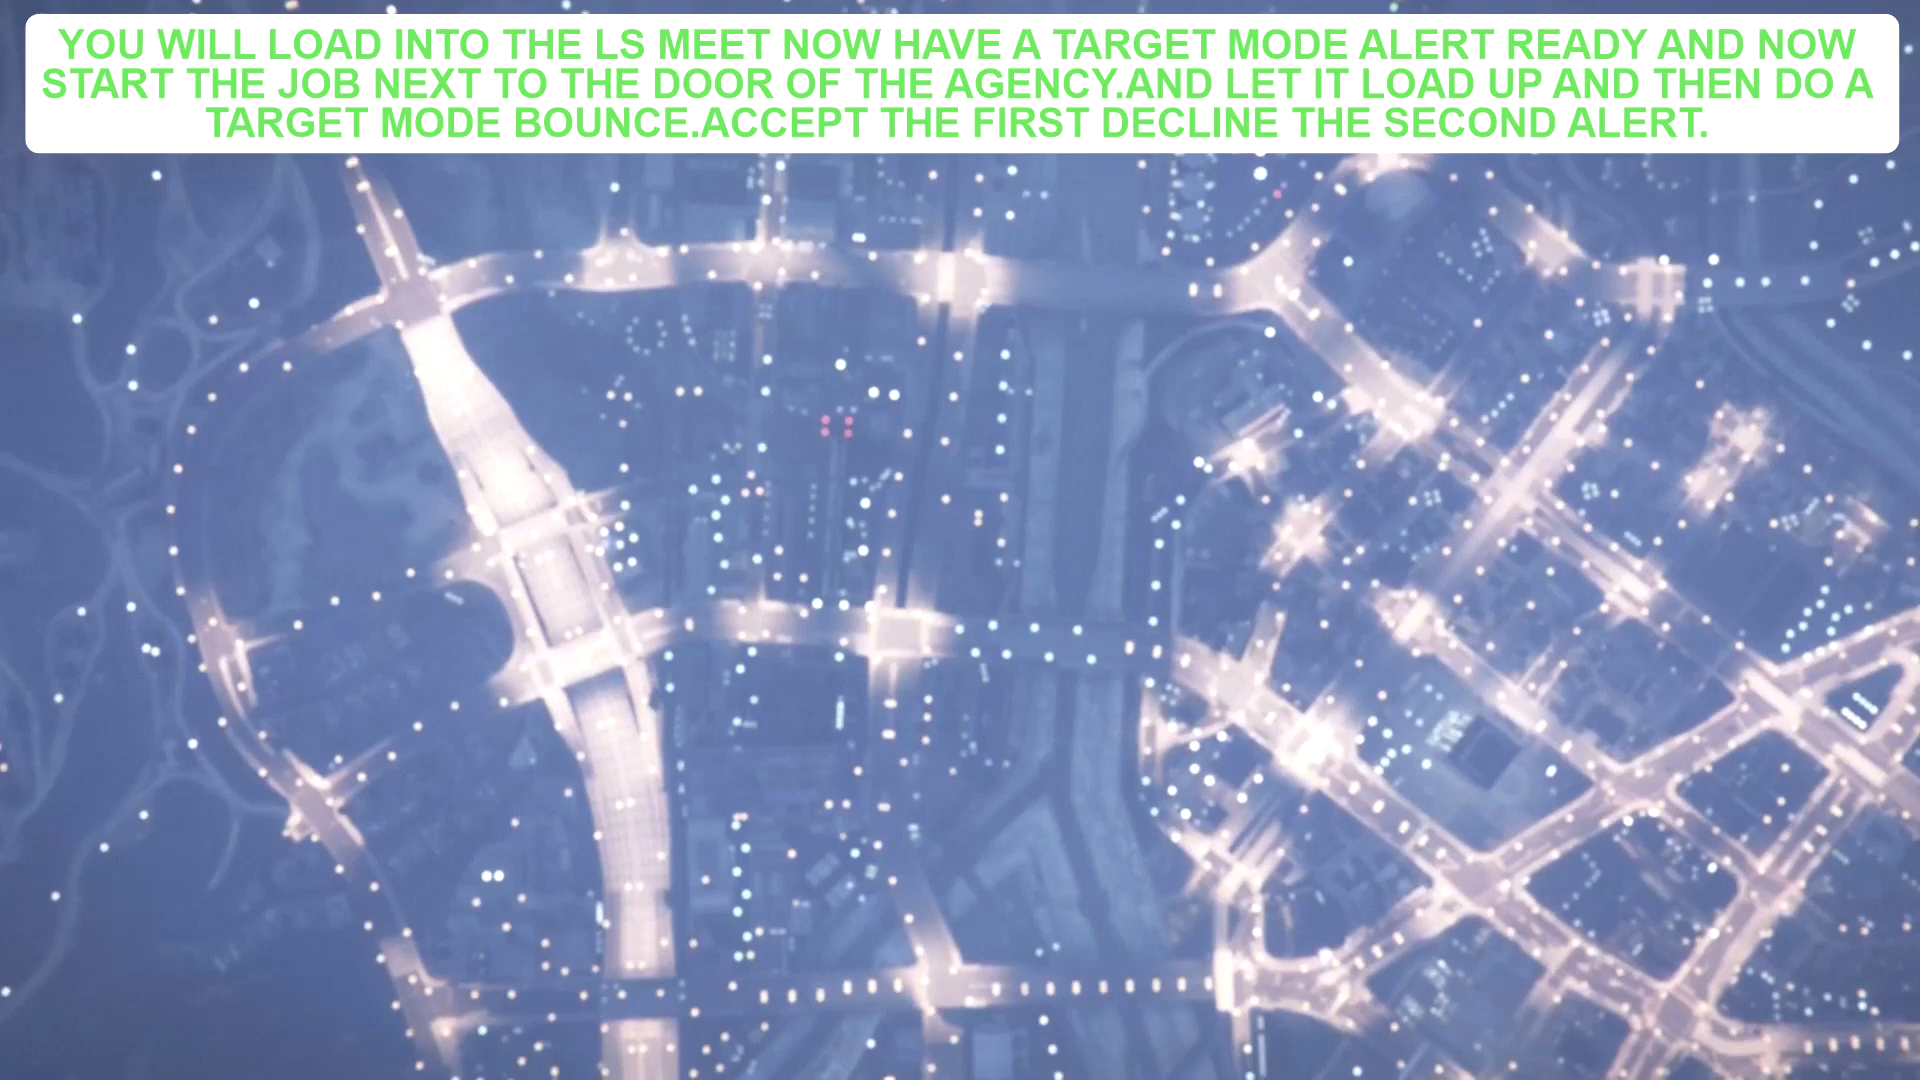 YOU WILL LOAD INTO THE LS MEET NOW HAVE A TARGET MODE ALERT READY AND NOW
START THE JOB NEXT TO THE DOOR OF THE AGENCY.AND LET IT LOAD UP AND THEN DO A
TARGET MODE BOUNCE.ACCEPT THE FIRST DECLINE THE SECOND ALERT.